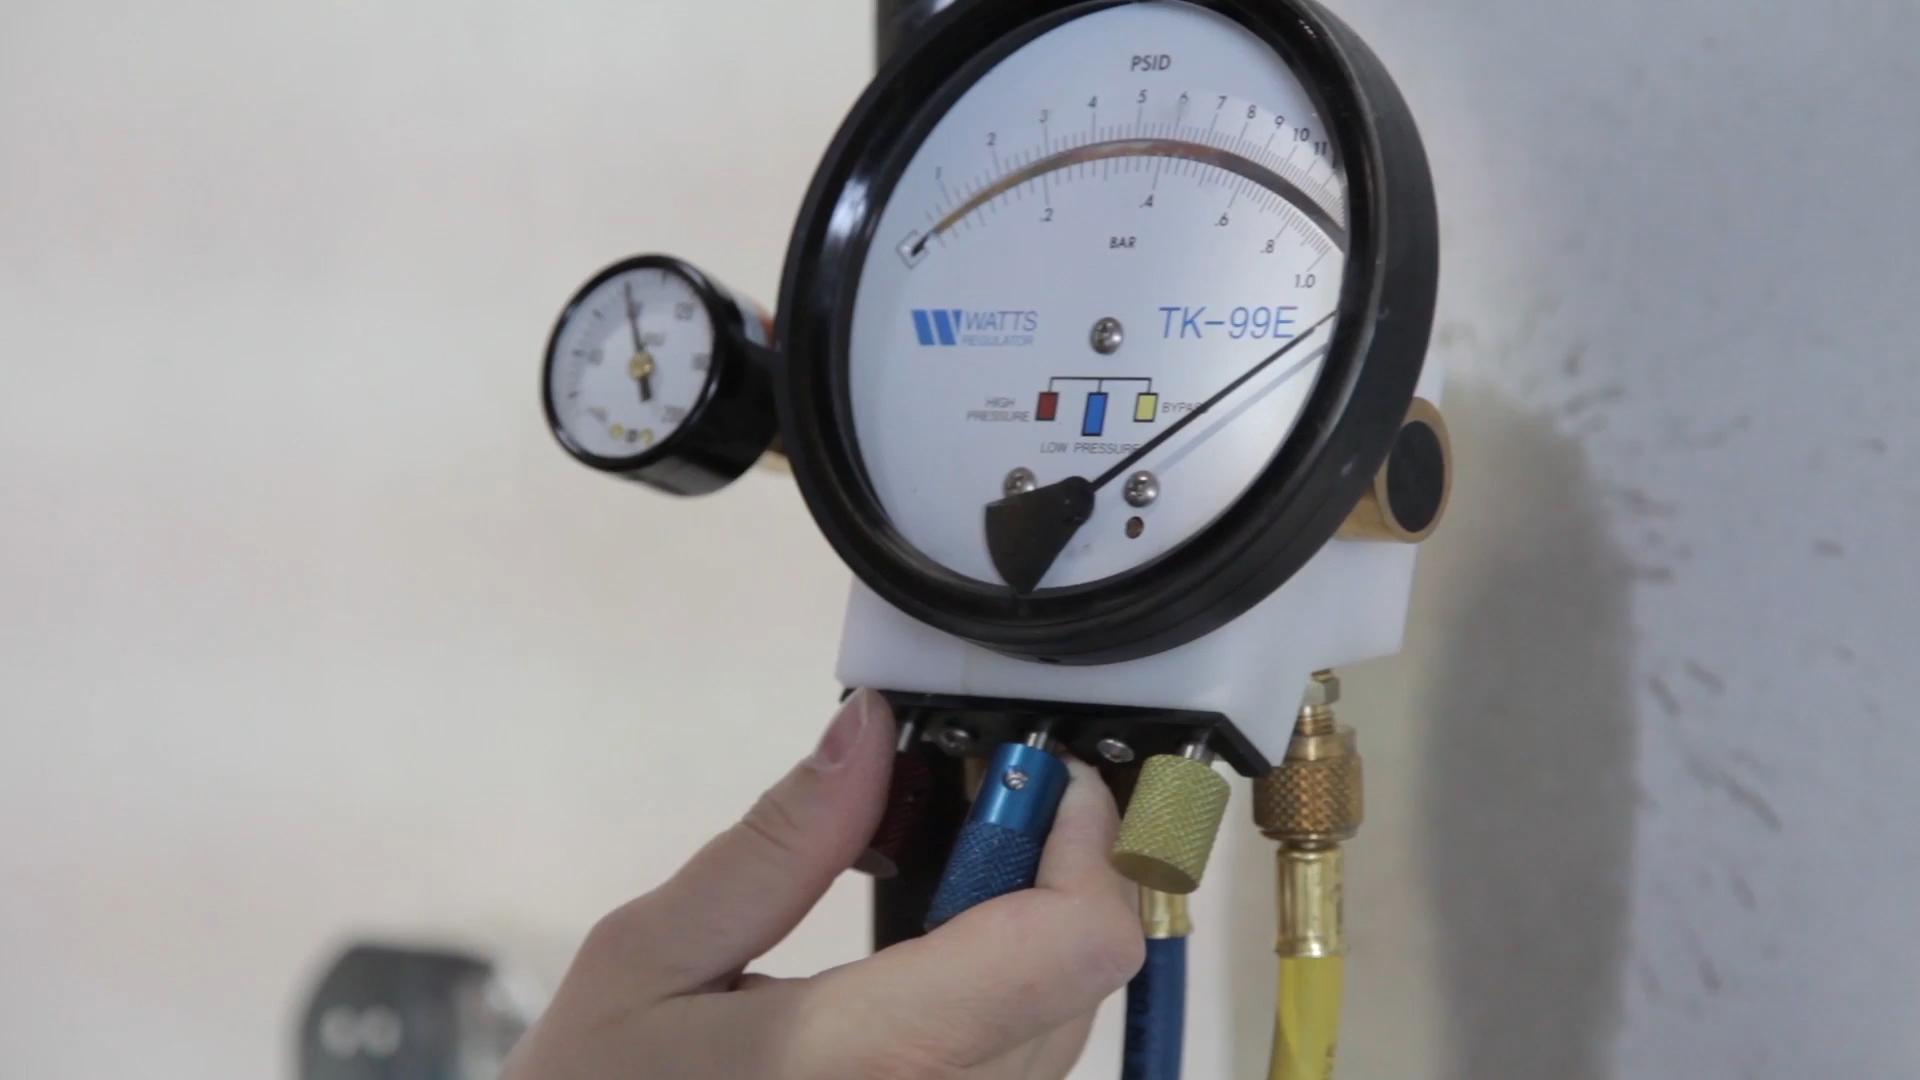 PSID
1 2 3 4 5 6 7 8 9 10 11
.2 .4 .6 .8 1.0
BAR
WATTS
REGULATOR
TK-99E
HIGH
PRESSURE
BYPA
LOW PRESSURE